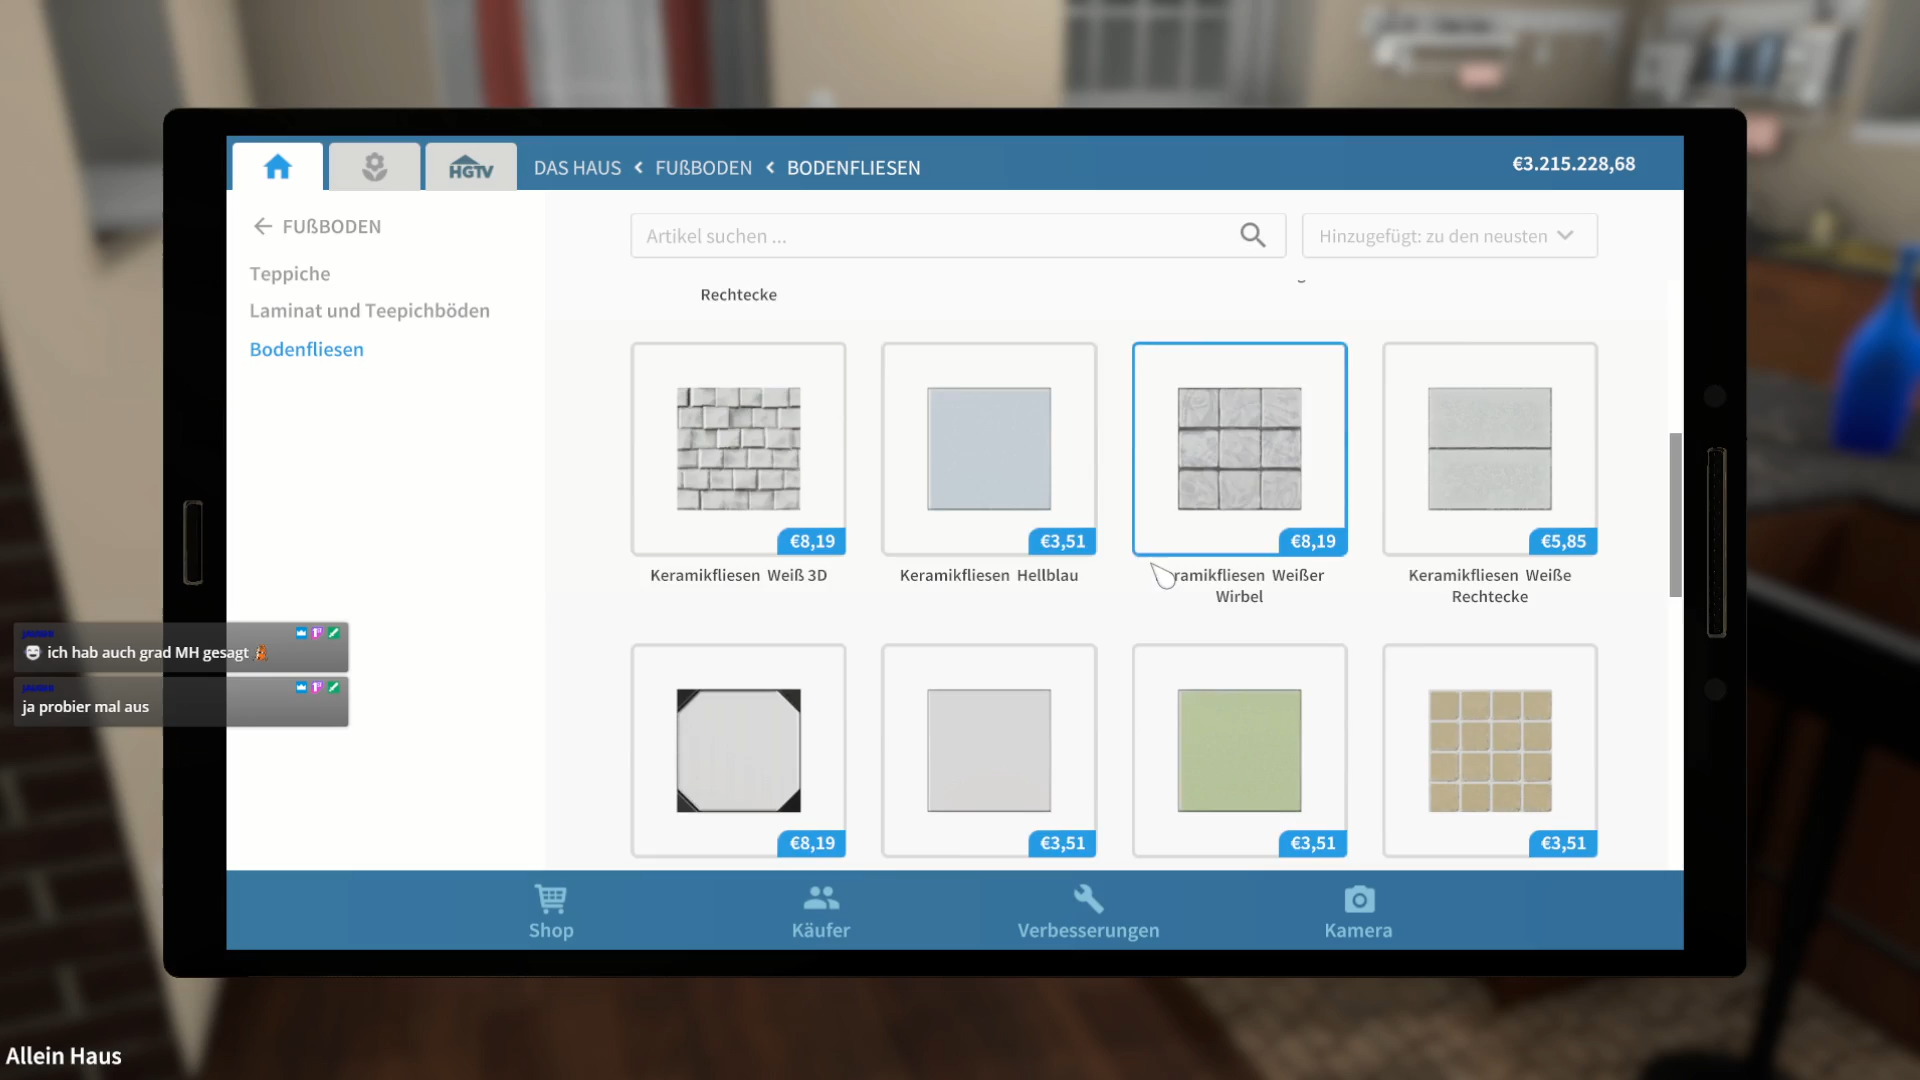 HGTV
DAS HAUS < FUßBODEN < BODENFLIESEN
€3.215.228,68
FUßBODEN
Teppiche
Laminat und Teepichböden
Bodenfliesen
Artikel suchen ...
Hinzugefügt: zu den neusten
Rechtecke
€8,19
€3,51
€8,19
€5,85
Keramikfliesen Weiß 3D
Keramikfliesen Hellblau
ramikfliesen Weißer
Wirbel
Keramikfliesen Weiße
Rechtecke
ich hab auch grad MH gesagt
ja probier mal aus
€8,19
€3,51
€3,51
€3,51
Shop
Käufer
Verbesserungen
Kamera
Allein Haus